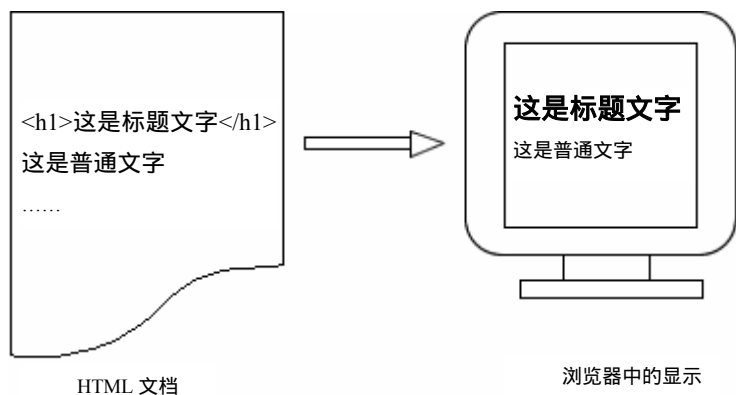 <h1>这是标题文字</h1>
这是普通文字
……
HTML 文档
这是标题文字
这是普通文字
浏览器中的显示